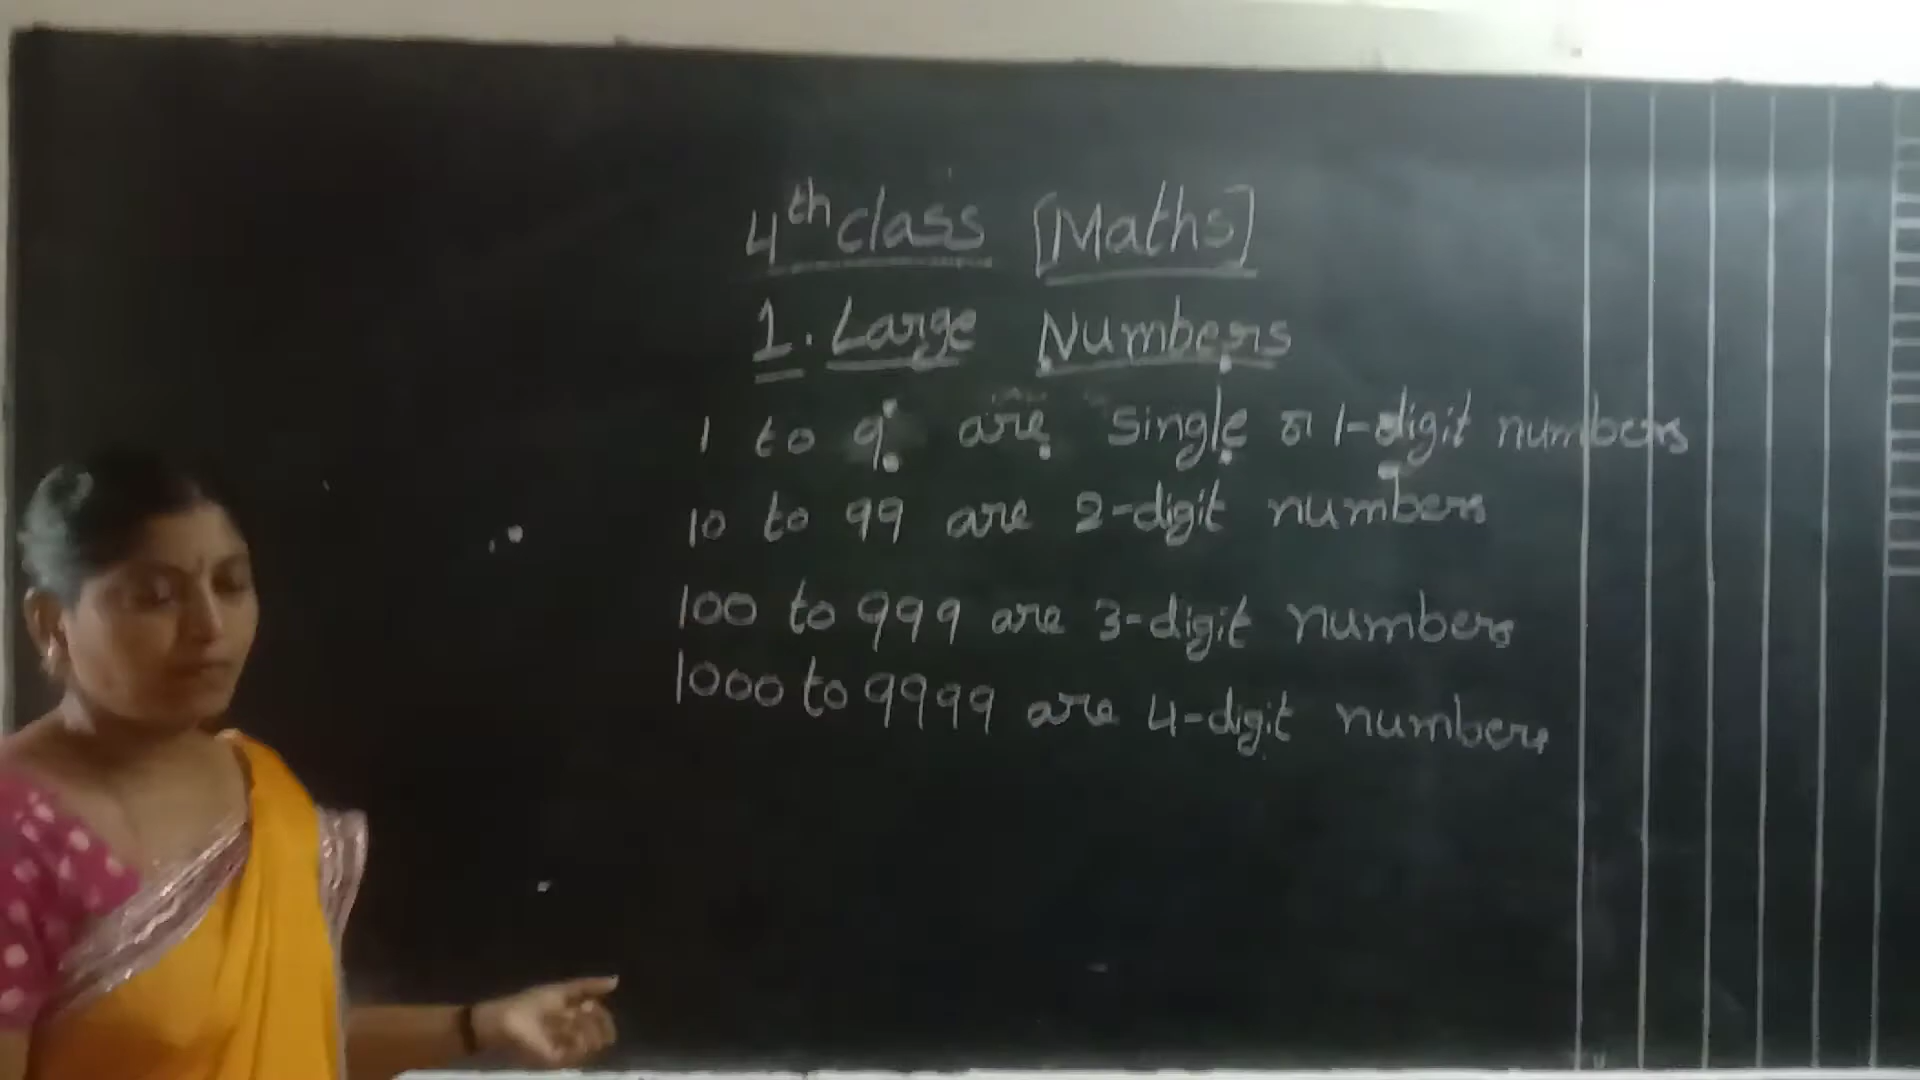 4th class [Maths]
1. Large Numbers
1 to 9 are single or 1-digit numbers
10 to 99 are 2-digit numbers
100 to 999 are 3-digit numbers
1000 to 9999 are 4-digit numbers